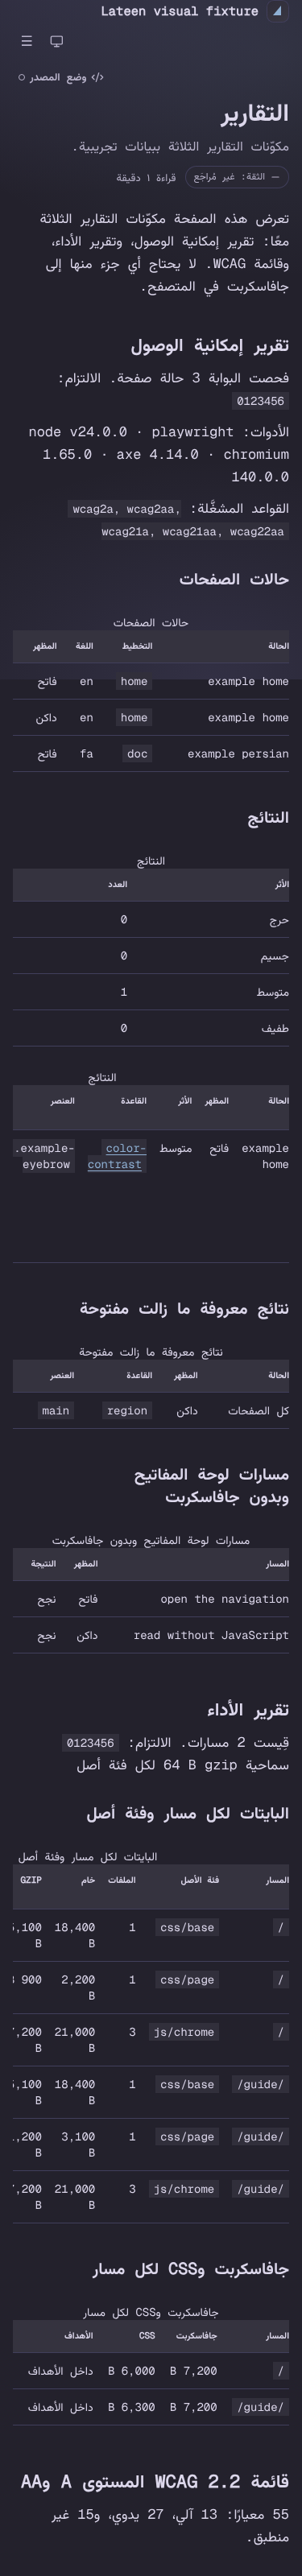 Lateen visual fixture
وضع المصدر
التقارير
مكوّنات التقارير الثلاثة ببيانات تجريبية.
— الثقة: غير مُراجَع
قراءة ١ دقيقة
تعرض هذه الصفحة مكوّنات التقارير الثلاثة
معًا: تقرير إمكانية الوصول، وتقرير الأداء،
وقائمة WCAG. لا يحتاج أي جزء منها إلى
جافاسكربت في المتصفح.
تقرير إمكانية الوصول
فحصت البوابة 3 حالة صفحة. الالتزام:
0123456
الأدوات: node v24.0.0 · playwright
1.65.0 · axe 4.14.0 · chromium
140.0.0
القواعد المشغَّلة: wcag2a, wcag2aa,
wcag21a, wcag21aa, wcag22aa
حالات الصفحات
حالات الصفحات
الحالة التخطيط اللغة المظهر
example home home en فاتح
example home home en داكن
example persian doc fa فاتح
النتائج
النتائج
الأثر العدد
حرج 0
جسيم 0
متوسط 1
طفيف 0
النتائج
الحالة المظهر الأثر القاعدة العنصر
example فاتح متوسط color- .example-
home contrast eyebrow
نتائج معروفة ما زالت مفتوحة
نتائج معروفة ما زالت مفتوحة
الحالة المظهر القاعدة العنصر
كل الصفحات داكن region main
مسارات لوحة المفاتيح
وبدون جافاسكربت
مسارات لوحة المفاتيح وبدون جافاسكربت
المسار المظهر النتيجة
open the navigation فاتح نجح
read without JavaScript داكن نجح
تقرير الأداء
قِيست 2 مسارات. الالتزام: 0123456
سماحية 64 B gzip لكل فئة أصل
البايتات لكل مسار وفئة أصل
البايتات لكل مسار وفئة أصل
المسار فئة الأصل الملفات خام GZIP
/ css/base 1 18,400 ,100
B B
/ css/page 1 2,200 900
B
/ js/chrome 3 21,000 ,200
B B
/guide/ css/base 1 18,400 ,100
B B
/guide/ css/page 1 3,100 ,200
B B
/guide/ js/chrome 3 21,000 ,200
B B
جافاسكربت وCSS لكل مسار
جافاسكربت وCSS لكل مسار
المسار جافاسكربت CSS الأهداف
/ 7,200 B 6,000 B داخل الأهداف
/guide/ 7,200 B 6,300 B داخل الأهداف
قائمة WCAG 2.2 المستوى A وAA
55 معيارًا: 13 آلي، 27 يدوي، و15 غير
منطبق.